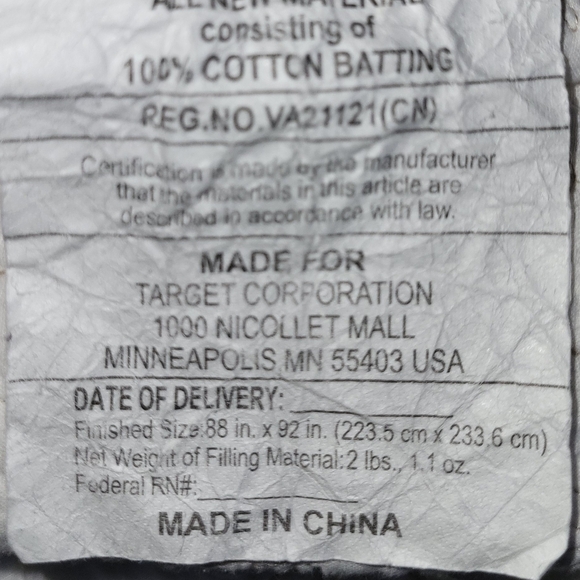 ALL NEW MATERIAL
consisting of
100% COTTON BATTING
REG.NO.VA21121(CN)
Certification is made by the manufacturer
that the materials in this article are
described in accordance with law.
MADE FOR
TARGET CORPORATION
1000 NICOLLET MALL
MINNEAPOLIS,MN 55403 USA
DATE OF DELIVERY:
Finished Size:88 in. x 92 in. (223.5 cm x 233.6 cm)
Net Weight of Filling Material:2 lbs., 1.1 oz.
Federal RN#:
MADE IN CHINA